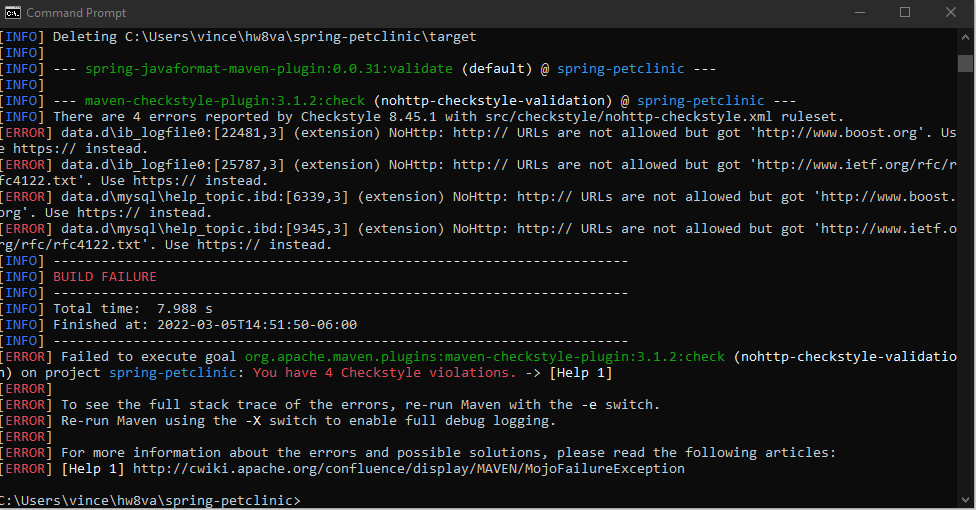 Command Prompt
[INFO] Deleting C:\Users\vince\hw8va\spring-petclinic\target
[INFO]
[INFO] --- spring-javaformat-maven-plugin:0.0.31:validate (default) @ spring-petclinic ---
[INFO]
[INFO] --- maven-checkstyle-plugin:3.1.2:check (nohttp-checkstyle-validation) @ spring-petclinic ---
[INFO] There are 4 errors reported by Checkstyle 8.45.1 with src/checkstyle/nohttp-checkstyle.xml ruleset.
[ERROR] data.d\ib_logfile0:[22481,3] (extension) NoHttp: http:// URLs are not allowed but got 'http://www.boost.org'. Us
e https:// instead.
[ERROR] data.d\ib_logfile0:[25787,3] (extension) NoHttp: http:// URLs are not allowed but got 'http://www.ietf.org/rfc/r
fc4122.txt'. Use https:// instead.
[ERROR] data.d\mysql\help_topic.ibd:[6339,3] (extension) NoHttp: http:// URLs are not allowed but got 'http://www.boost.
org'. Use https:// instead.
[ERROR] data.d\mysql\help_topic.ibd:[9345,3] (extension) NoHttp: http:// URLs are not allowed but got 'http://www.ietf.o
rg/rfc/rfc4122.txt'. Use https:// instead.
[INFO] ------------------------------------------------------------------------
[INFO] BUILD FAILURE
[INFO] ------------------------------------------------------------------------
[INFO] Total time:  7.988 s
[INFO] Finished at: 2022-03-05T14:51:50-06:00
[INFO] ------------------------------------------------------------------------
[ERROR] Failed to execute goal org.apache.maven.plugins:maven-checkstyle-plugin:3.1.2:check (nohttp-checkstyle-validatio
n) on project spring-petclinic: You have 4 Checkstyle violations. -> [Help 1]
[ERROR]
[ERROR] To see the full stack trace of the errors, re-run Maven with the -e switch.
[ERROR] Re-run Maven using the -X switch to enable full debug logging.
[ERROR]
[ERROR] For more information about the errors and possible solutions, please read the following articles:
[ERROR] [Help 1] http://cwiki.apache.org/confluence/display/MAVEN/MojoFailureException
C:\Users\vince\hw8va\spring-petclinic>